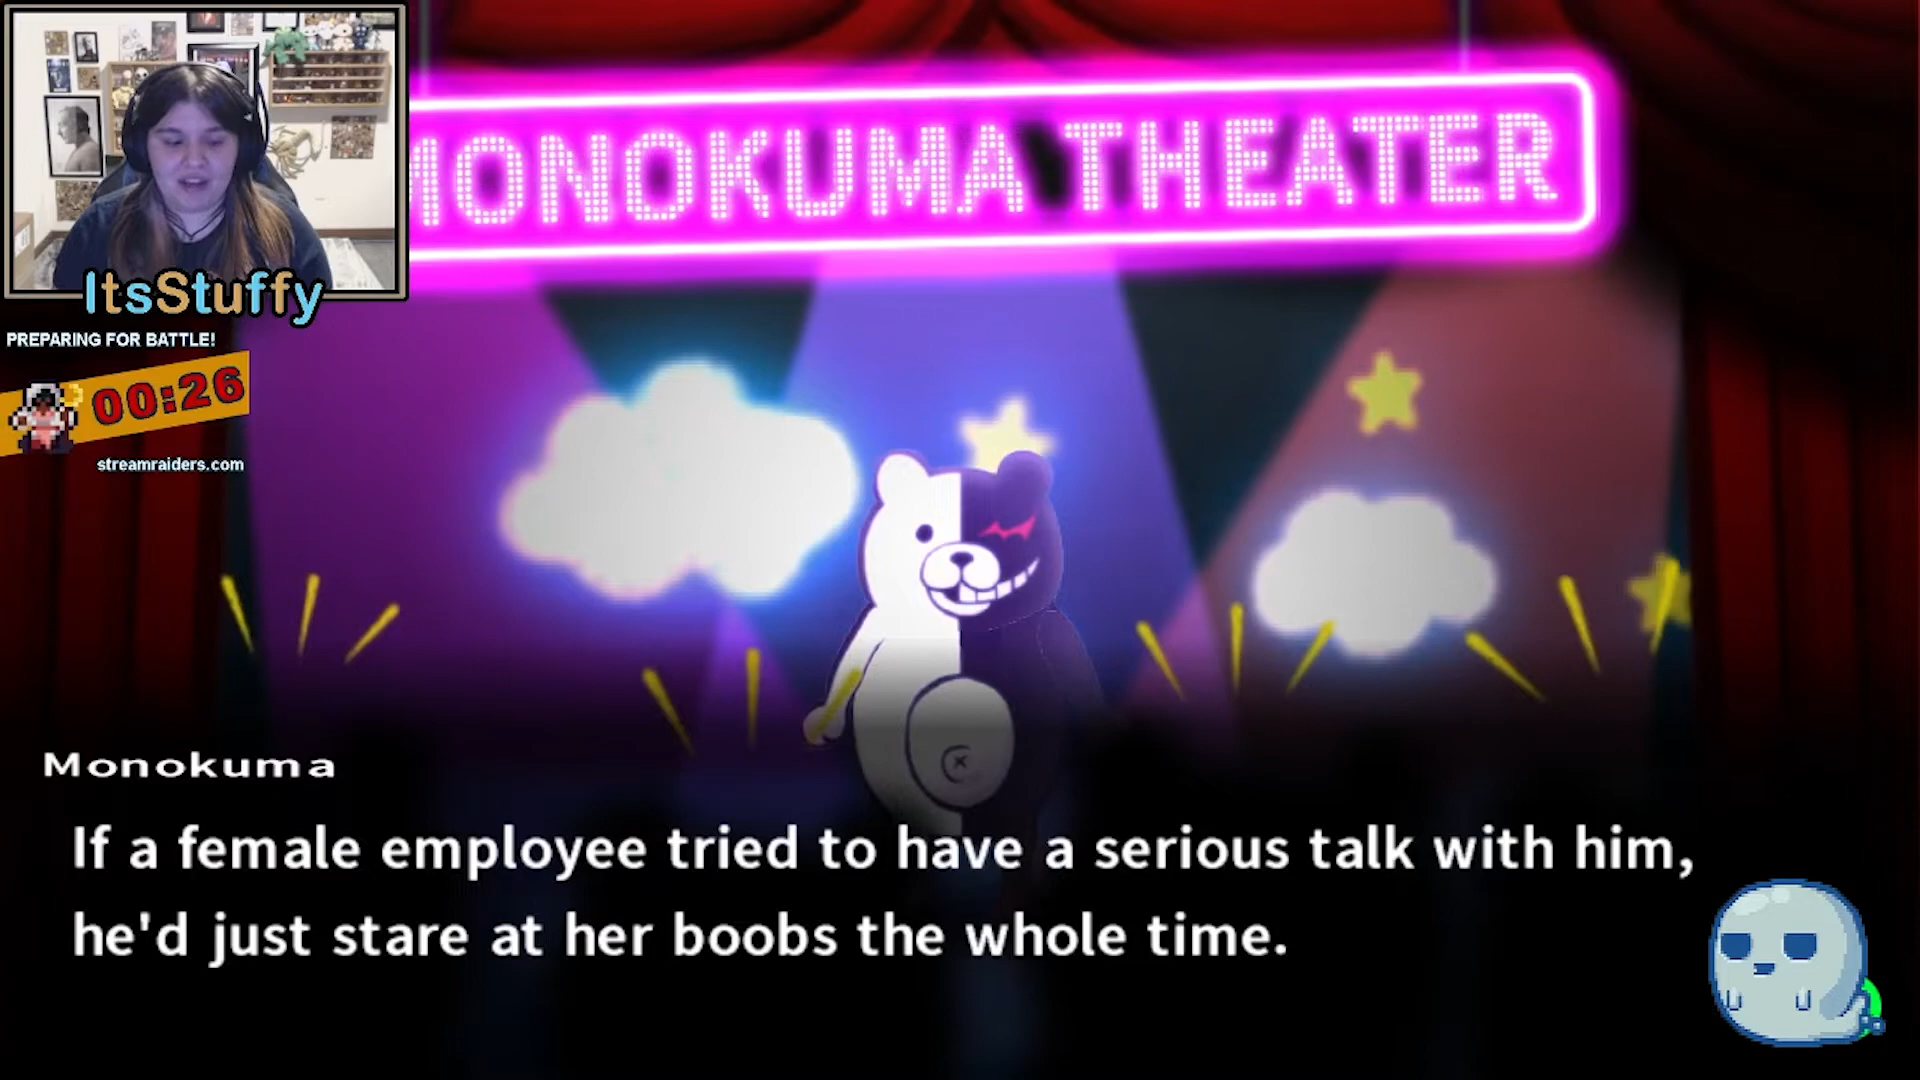 MONOKUMA THEATER
ItsStuffy
PREPARING FOR BATTLE!
00:26
streamraiders.com
Monokuma
If a female employee tried to have a serious talk with him,
he'd just stare at her boobs the whole time.